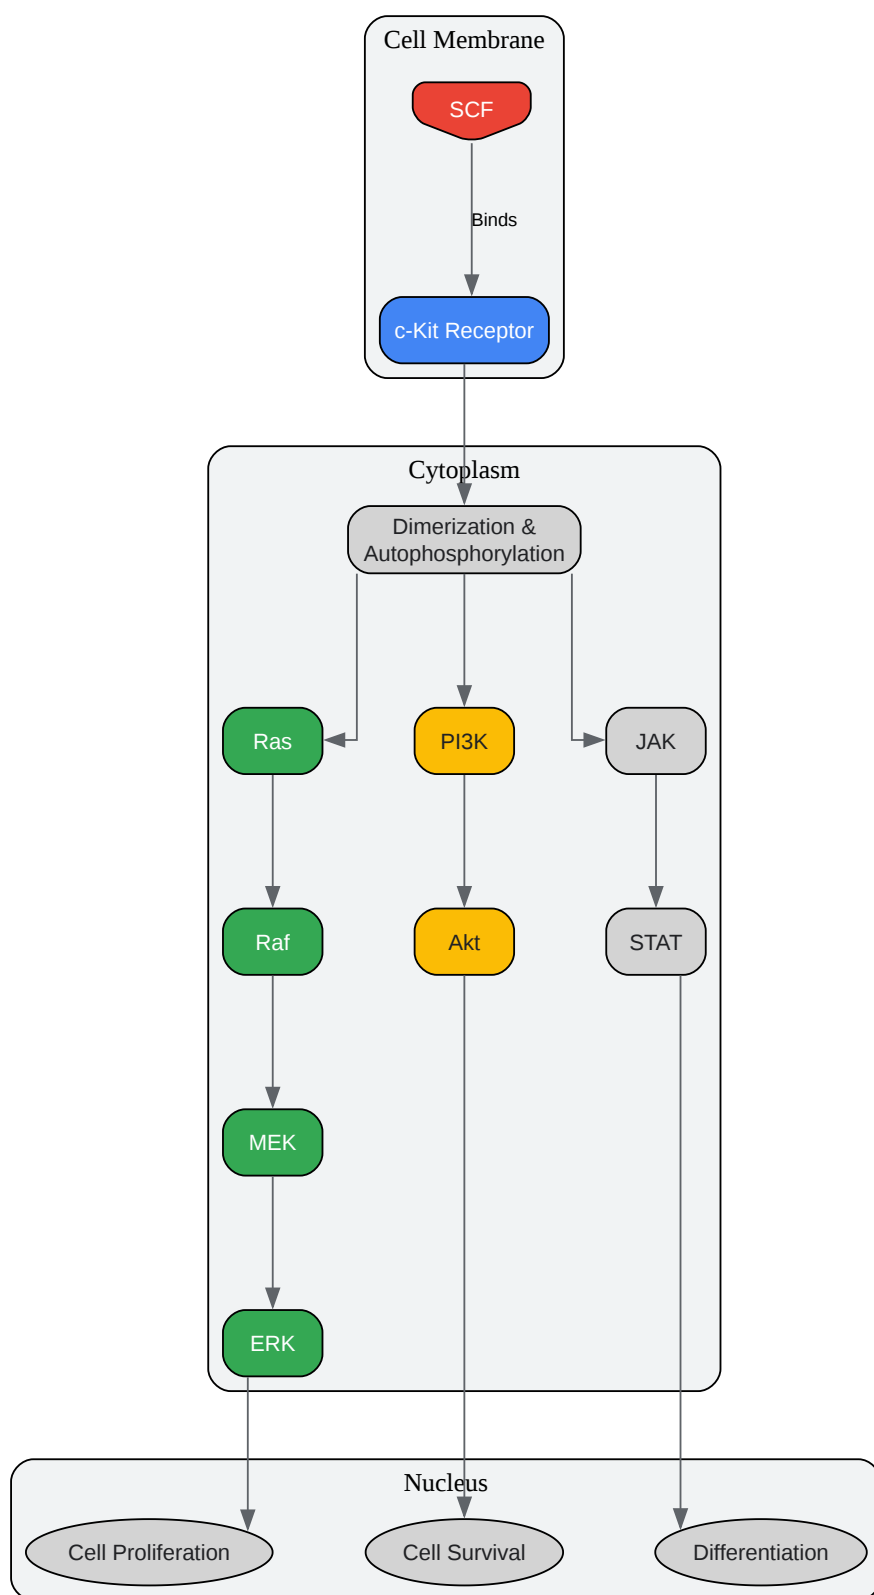 Cell Membrane
SCF
Binds
c-Kit Receptor
Cytoplasm
Dimerization &
Autophosphorylation
Ras
PI3K
JAK
Raf
Akt
STAT
MEK
ERK
Nucleus
Cell Proliferation
Cell Survival
Differentiation